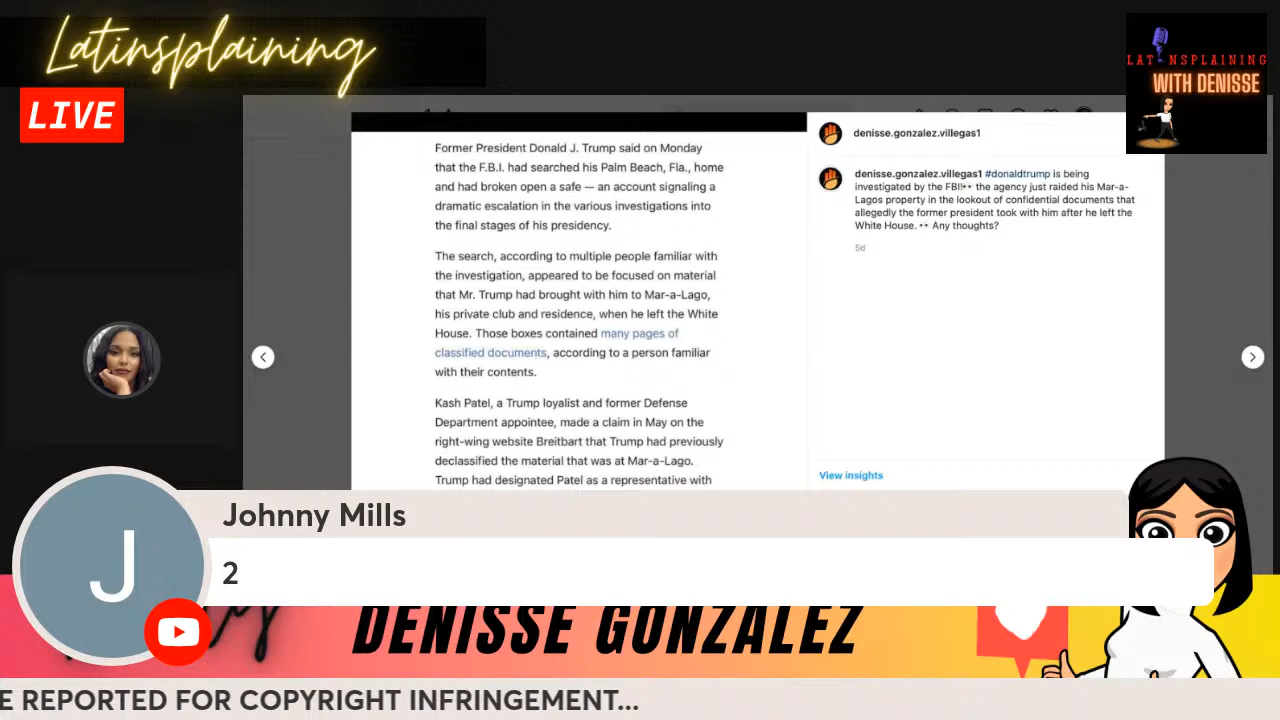 Latinsplaining
LIVE
LATINSPLAINING
WITH DENISSE
Former President Donald J. Trump said on Monday
that the F.B.I. had searched his Palm Beach, Fla., home
and had broken open a safe — an account signaling a
dramatic escalation in the various investigations into
the final stages of his presidency.
The search, according to multiple people familiar with
the investigation, appeared to be focused on material
that Mr. Trump had brought with him to Mar-a-Lago,
his private club and residence, when he left the White
House. Those boxes contained many pages of
classified documents, according to a person familiar
with their contents.
Kash Patel, a Trump loyalist and former Defense
Department appointee, made a claim in May on the
right-wing website Breitbart that Trump had previously
declassified the material that was at Mar-a-Lago.
Trump had designated Patel as a representative with
denisse.gonzalez.villegas1
denisse.gonzalez.villegas1 #donaldtrump is being
investigated by the FBI!👀 the agency just raided his Mar-a-
Lagos property in the lookout of confidential documents that
allegedly the former president took with him after he left the
White House. 👀 Any thoughts?
5d
View insights
J
Johnny Mills
2
DENISSE GONZALEZ
E REPORTED FOR COPYRIGHT INFRINGEMENT...